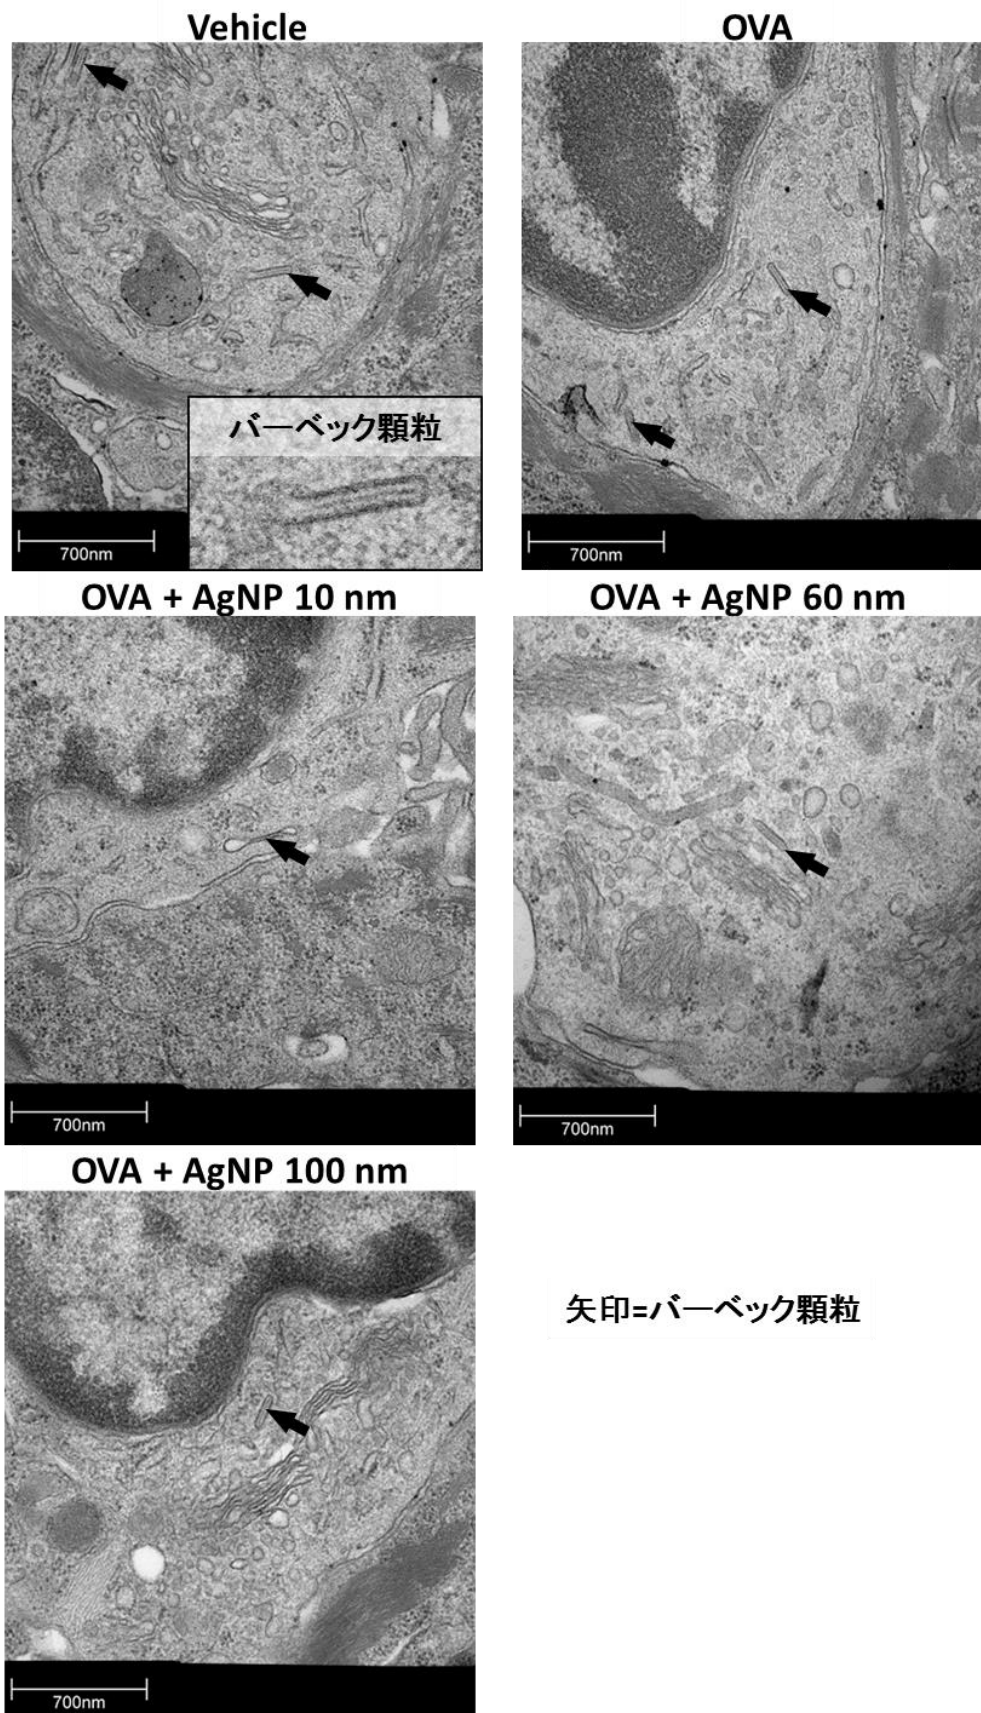 Vehicle
OVA
バーベック顆粒
700nm
700nm
OVA + AgNP 10 nm
OVA + AgNP 60 nm
700nm
700nm
OVA + AgNP 100 nm
矢印=バーベック顆粒
700nm